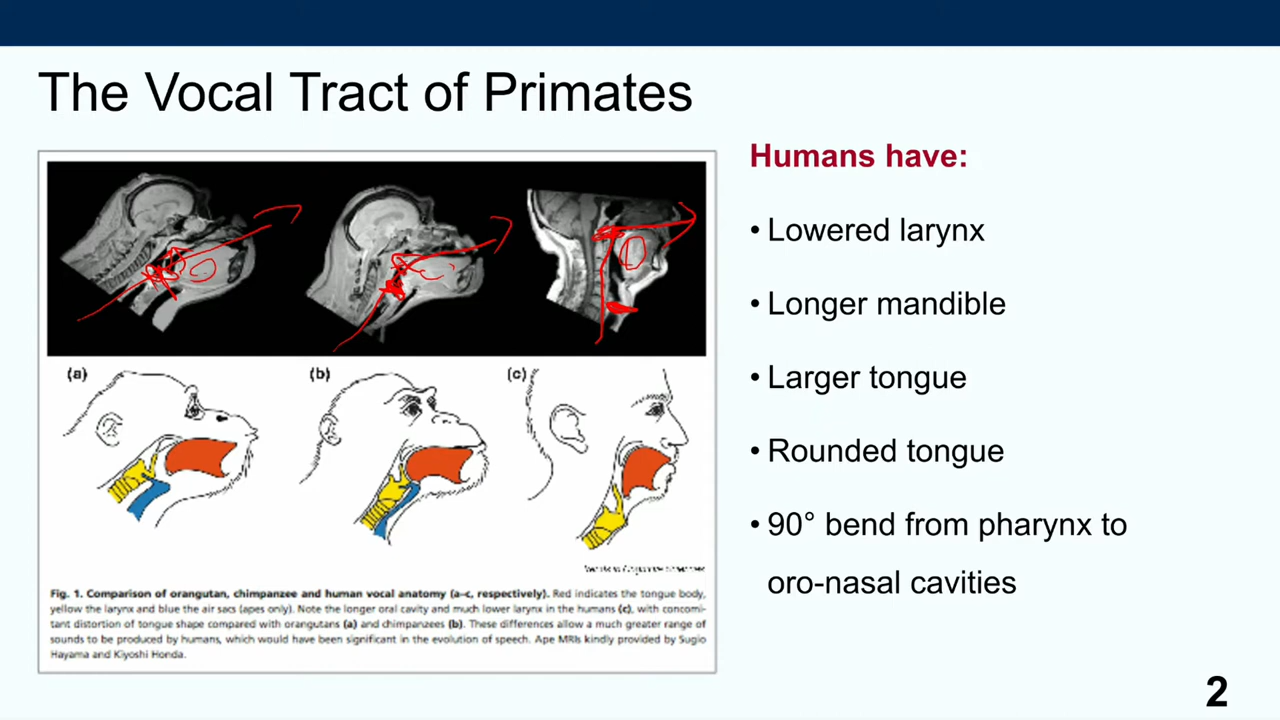 The Vocal Tract of Primates
(a)
(b)
(c)
Fig. 1. Comparison of orangutan, chimpanzee and human vocal anatomy (a–c, respectively). Red indicates the tongue body,
yellow the larynx and blue the air sacs (apes only). Note the longer oral cavity and much lower larynx in the humans (c), with concomi-
tant distortion of tongue shape compared with orangutans (a) and chimpanzees (b). These differences allow a much greater range of
sounds to be produced by humans, which would have been significant in the evolution of speech. Ape MRIs kindly provided by Sugio
Hayama and Kiyoshi Honda.
Humans have:
• Lowered larynx
• Longer mandible
• Larger tongue
• Rounded tongue
• 90° bend from pharynx to
oro-nasal cavities
2